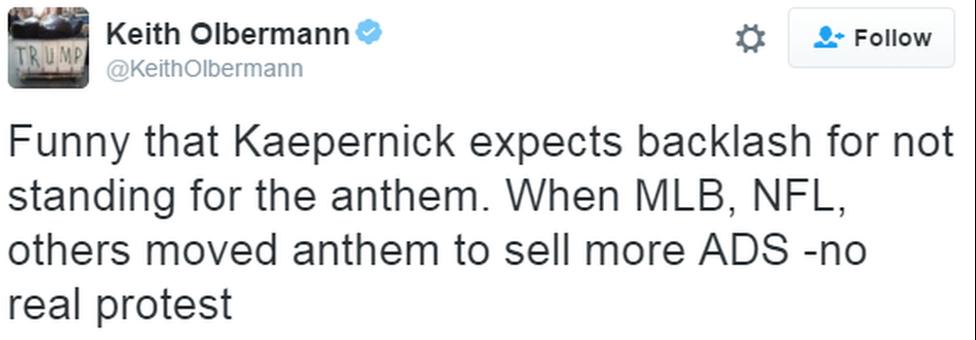 Keith Olbermann
@KeithOlbermann
Follow
TRUMP
Funny that Kaepernick expects backlash for not
standing for the anthem. When MLB, NFL,
others moved anthem to sell more ADS -no
real protest